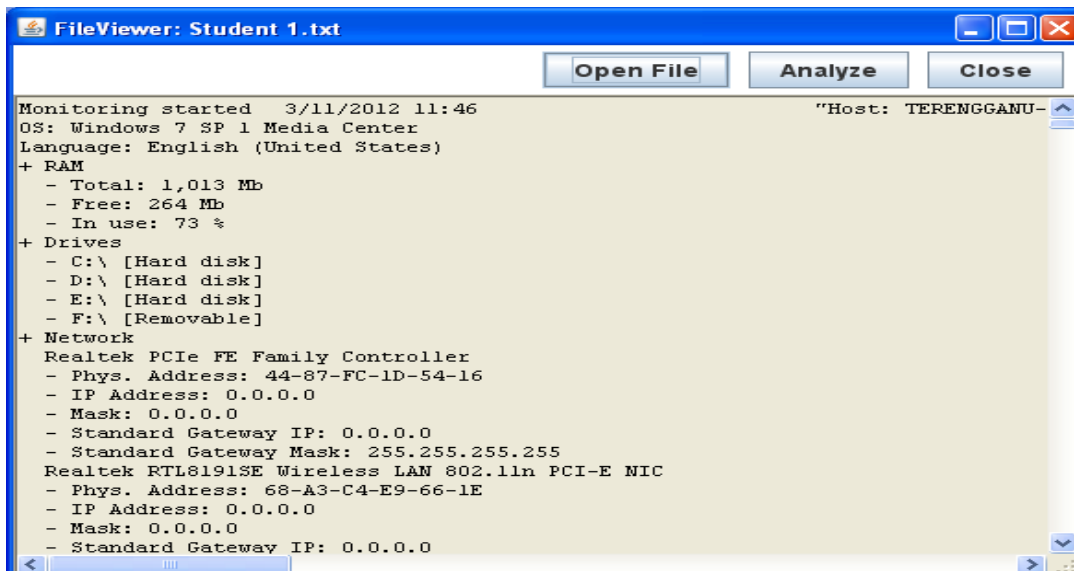 FileViewer: Student 1.txt
Open File Analyze Close
Monitoring started 3/11/2012 11:46 "Host: TERENGGANU-
OS: Windows 7 SP 1 Media Center
Language: English (United States)
+ RAM
- Total: 1,013 Mb
- Free: 264 Mb
- In use: 73 %
+ Drives
- C:\ [Hard disk]
- D:\ [Hard disk]
- E:\ [Hard disk]
- F:\ [Removable]
+ Network
Realtek PCIe FE Family Controller
- Phys. Address: 44-87-FC-1D-54-16
- IP Address: 0.0.0.0
- Mask: 0.0.0.0
- Standard Gateway IP: 0.0.0.0
- Standard Gateway Mask: 255.255.255.255
Realtek RTL8191SE Wireless LAN 802.11n PCI-E NIC
- Phys. Address: 68-A3-C4-E9-66-1E
- IP Address: 0.0.0.0
- Mask: 0.0.0.0
- Standard Gateway IP: 0.0.0.0